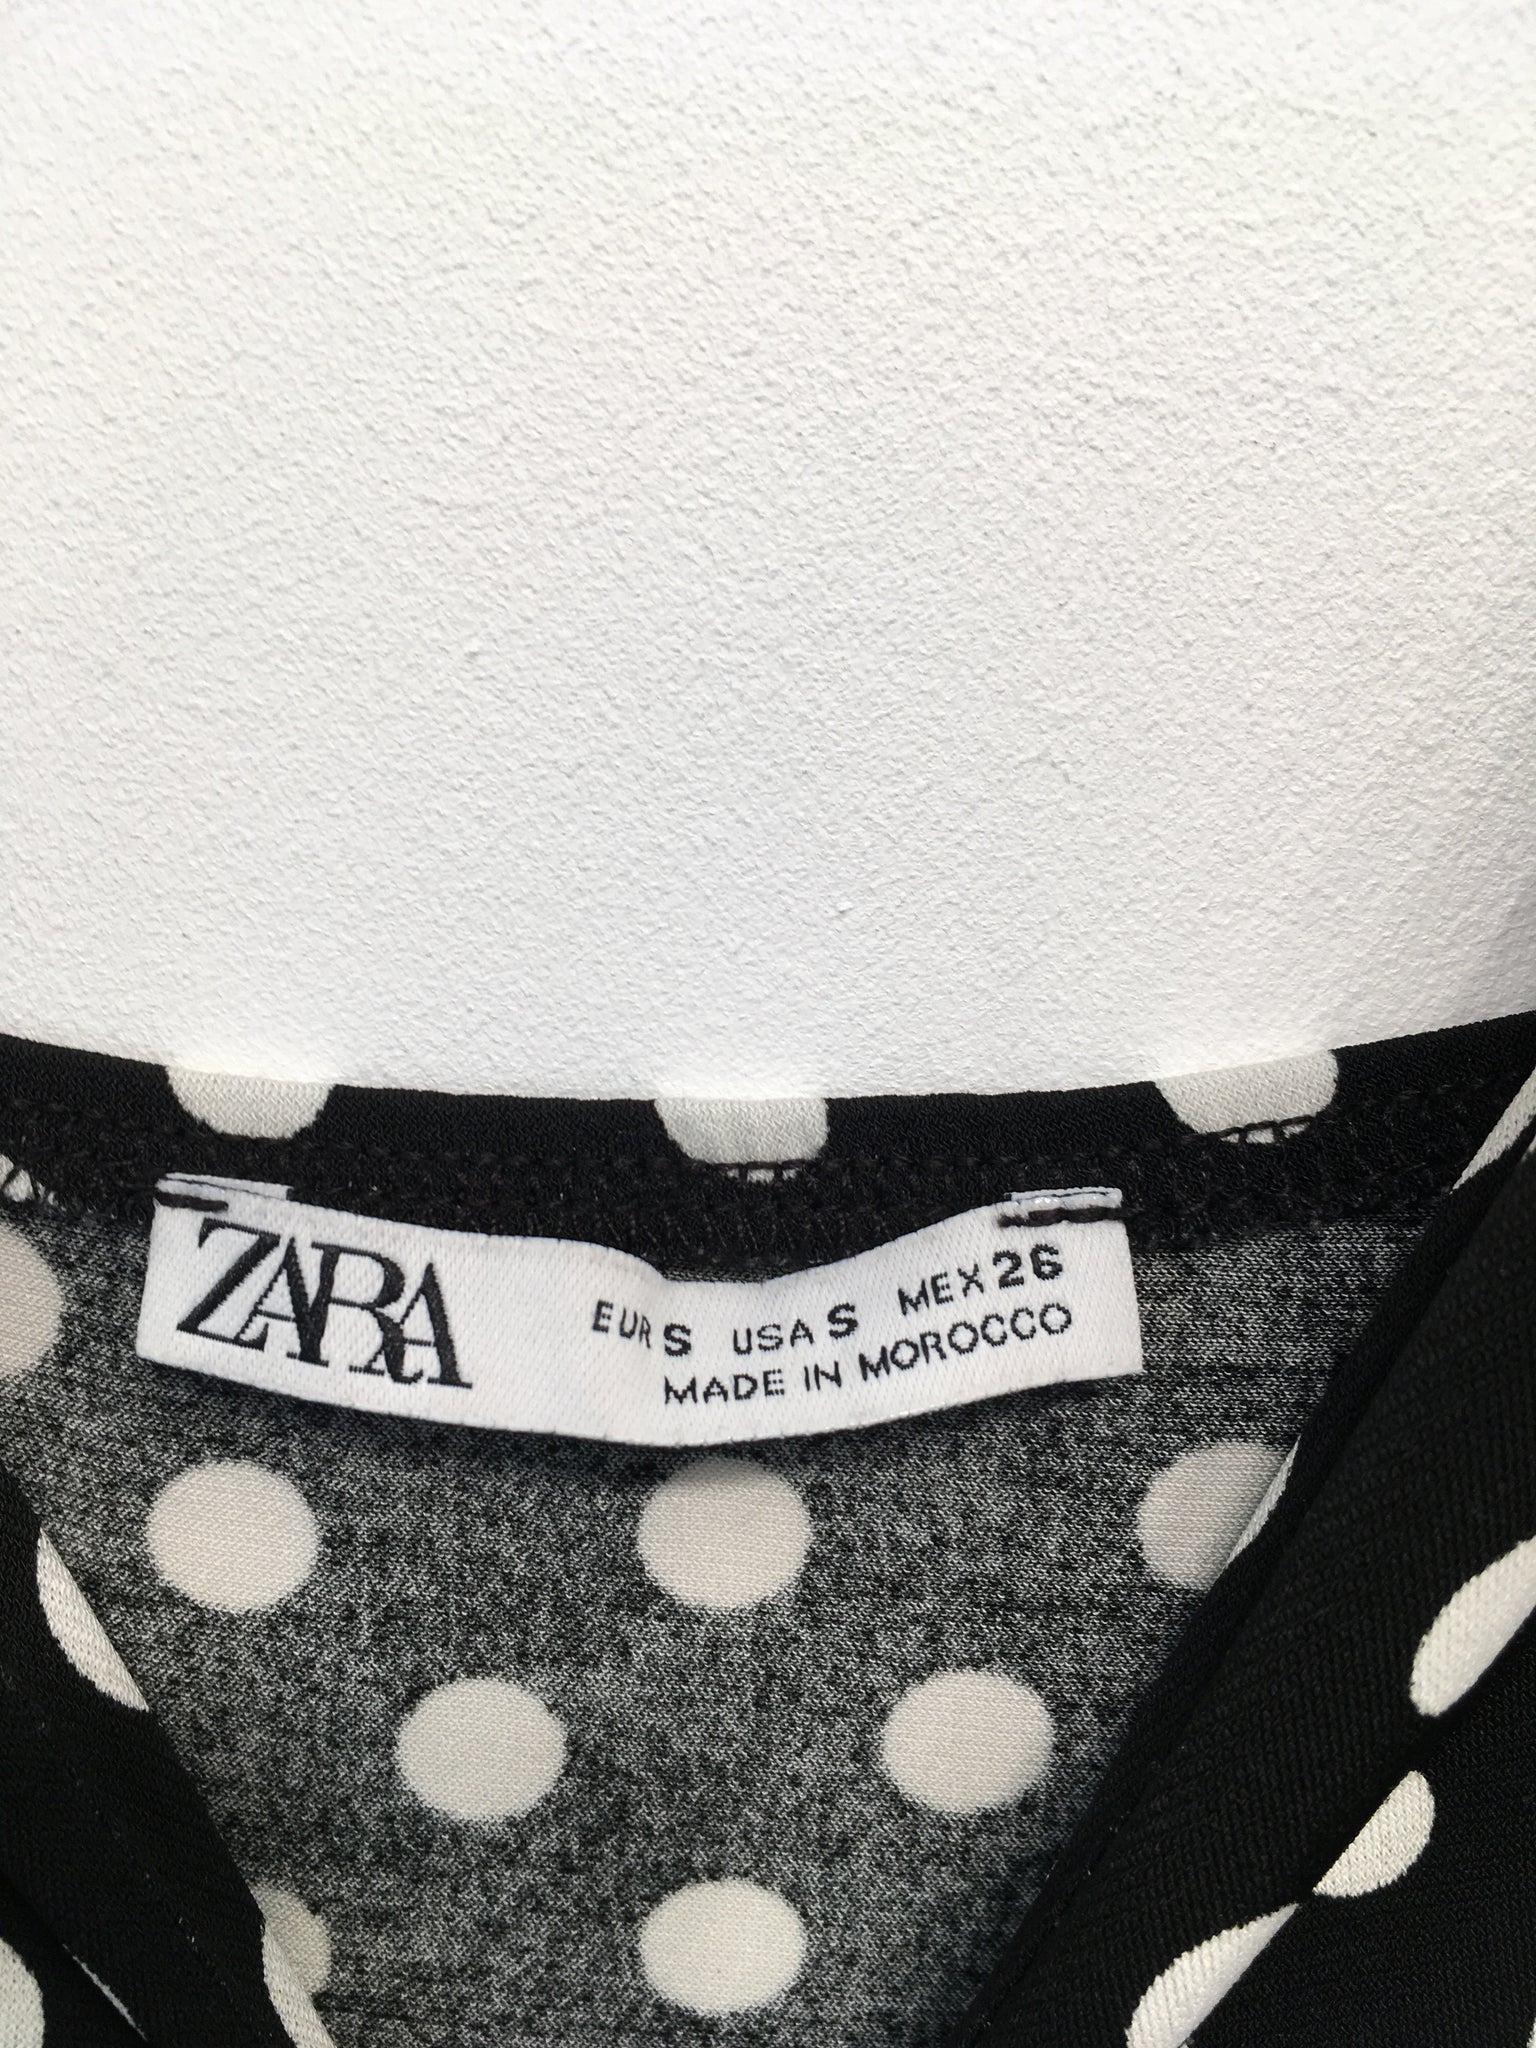 ZARA
EUR S USA S MEX 26
MADE IN MOROCCO